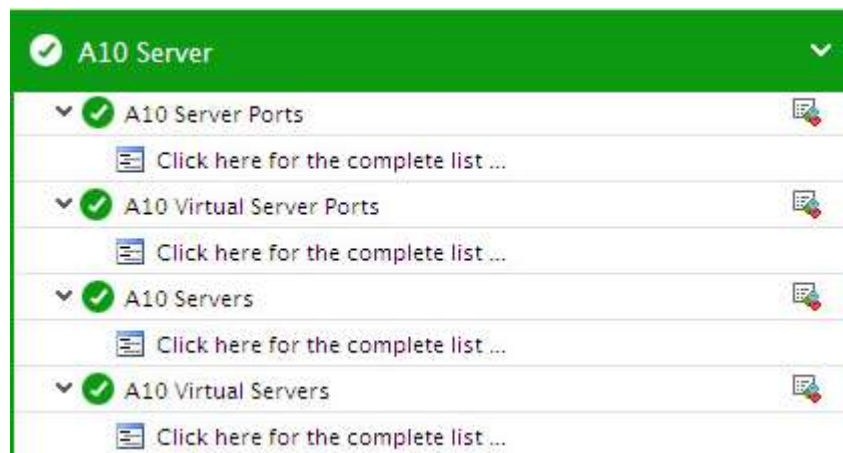 A10 Server
A10 Server Ports
Click here for the complete list ...
A10 Virtual Server Ports
Click here for the complete list ...
A10 Servers
Click here for the complete list ...
A10 Virtual Servers
Click here for the complete list ...